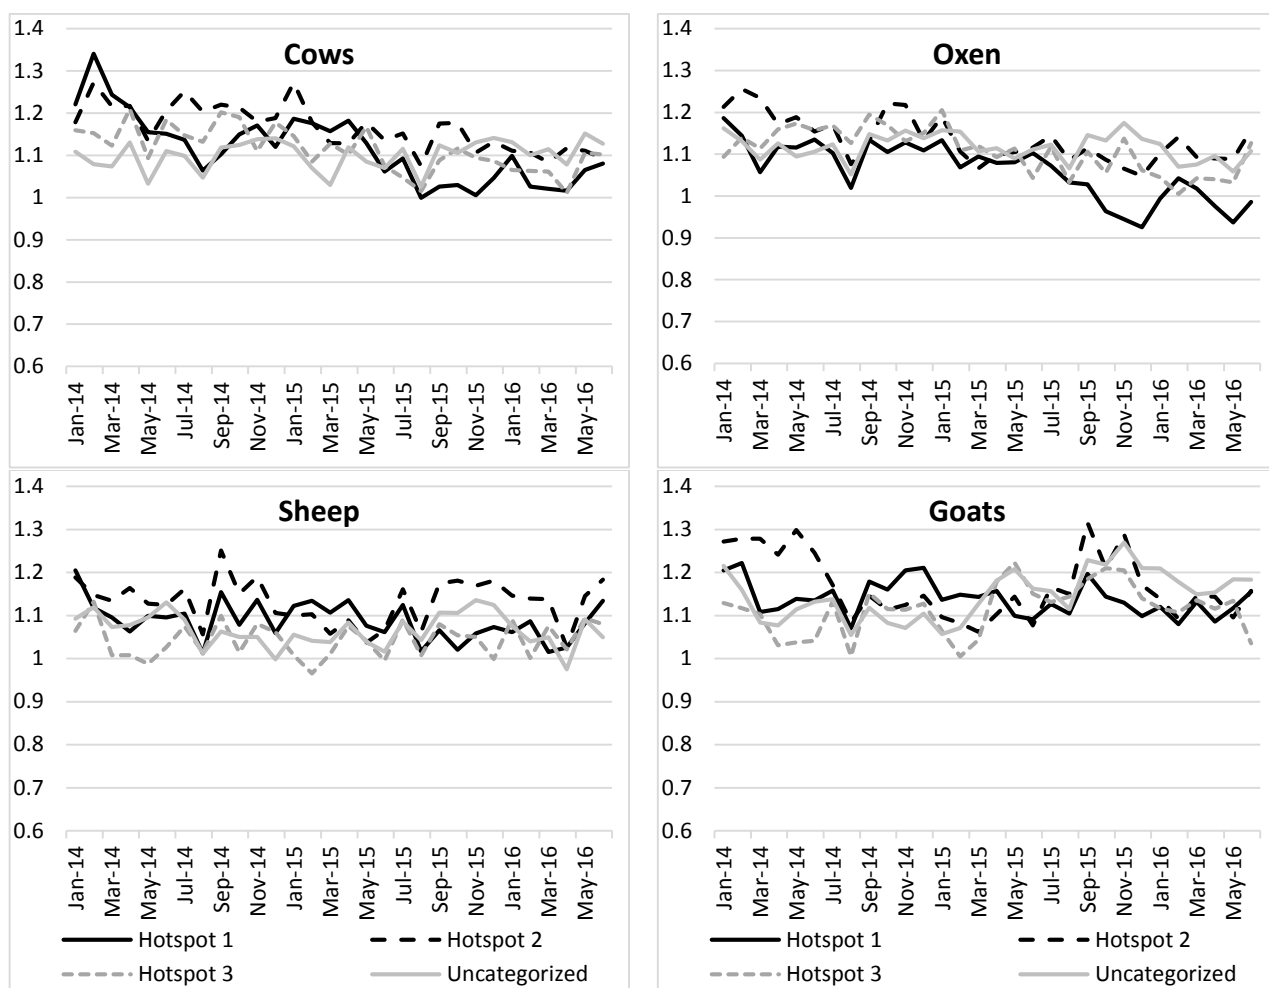 Cows
1.4
1.3
1.2
1.1
1
0.9
0.8
0.7
0.6
Jan-14
Mar-14
May-14
Jul-14
Sep-14
Nov-14
Jan-15
Mar-15
May-15
Jul-15
Sep-15
Nov-15
Jan-16
Mar-16
May-16
Oxen
1.4
1.3
1.2
1.1
1
0.9
0.8
0.7
0.6
Jan-14
Mar-14
May-14
Jul-14
Sep-14
Nov-14
Jan-15
Mar-15
May-15
Jul-15
Sep-15
Nov-15
Jan-16
Mar-16
May-16
Sheep
1.4
1.3
1.2
1.1
1
0.9
0.8
0.7
0.6
Jan-14
Mar-14
May-14
Jul-14
Sep-14
Nov-14
Jan-15
Mar-15
May-15
Jul-15
Sep-15
Nov-15
Jan-16
Mar-16
May-16
Hotspot 1
Hotspot 2
Hotspot 3
Uncategorized
Goats
1.4
1.3
1.2
1.1
1
0.9
0.8
0.7
0.6
Jan-14
Mar-14
May-14
Jul-14
Sep-14
Nov-14
Jan-15
Mar-15
May-15
Jul-15
Sep-15
Nov-15
Jan-16
Mar-16
May-16
Hotspot 1
Hotspot 2
Hotspot 3
Uncategorized